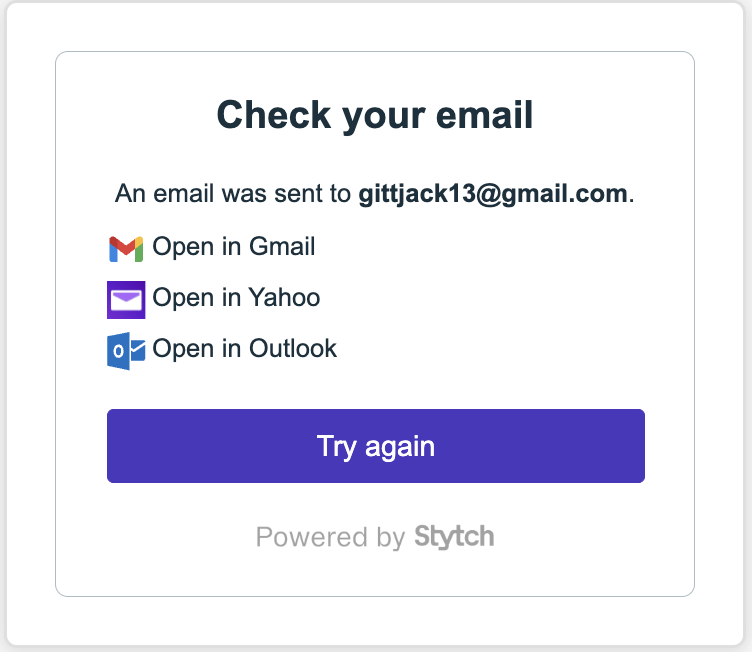 Check your email
An email was sent to gittjack13@gmail.com.
Open in Gmail
Open in Yahoo
Open in Outlook
Try again
Powered by Stytch